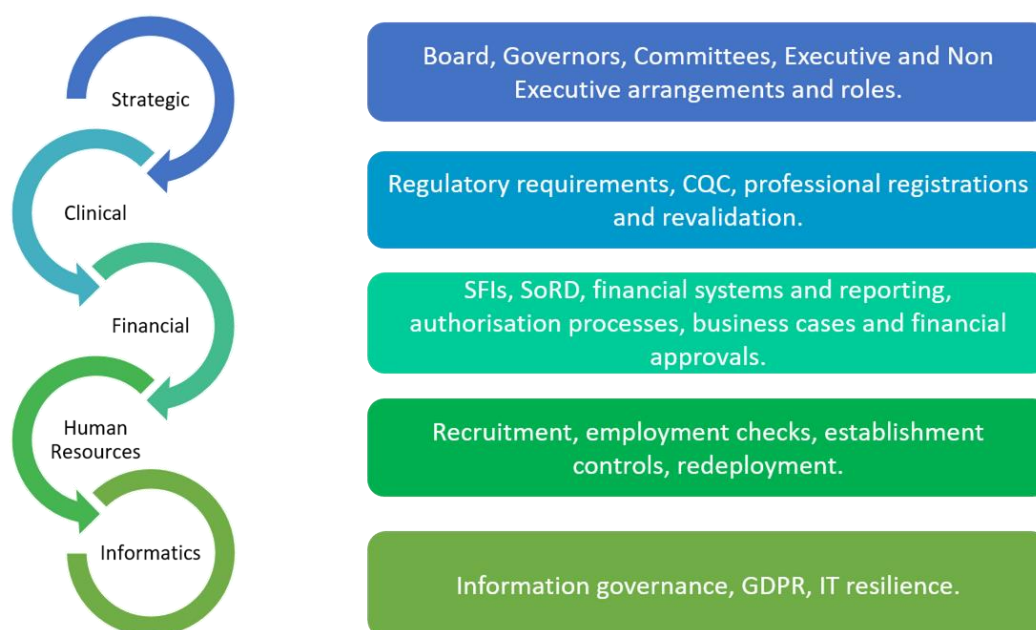 Strategic
Board, Governors, Committees, Executive and Non
Executive arrangements and roles.
Clinical
Regulatory requirements, CQC, professional registrations
and revalidation.
Financial
SFIs, SoRD, financial systems and reporting,
authorisation processes, business cases and financial
approvals.
Human
Resources
Recruitment, employment checks, establishment
controls, redeployment.
Informatics
Information governance, GDPR, IT resilience.